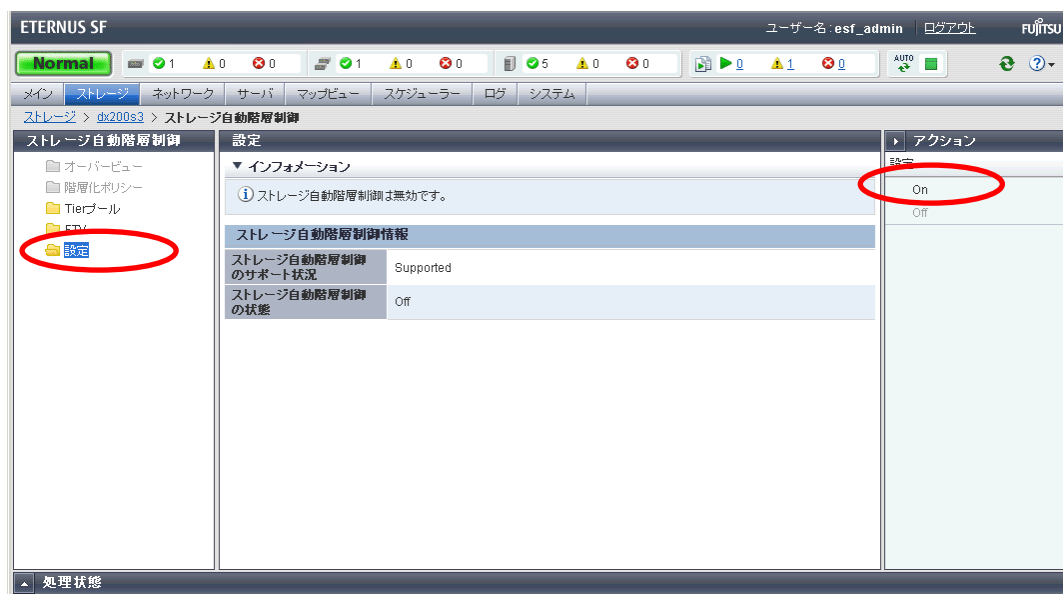 ETERNUS SF ユーザー名：esf_admin ログアウト FUJITSU
Normal 1 0 0 1 0 0 5 0 0 0 1 0 AUTO ?
メイン ストレージ ネットワーク サーバ マップビュー スケジューラー ログ システム
ストレージ > dx200s3 > ストレージ自動階層制御
ストレージ自動階層制御
オーバービュー
階層化ポリシー
Tierプール
FTV
設定
設定
▼ インフォメーション
ストレージ自動階層制御は無効です。
ストレージ自動階層制御情報
ストレージ自動階層制御
のサポート状況
Supported
ストレージ自動階層制御
の状態
Off
アクション
設定
On
Off
処理状態